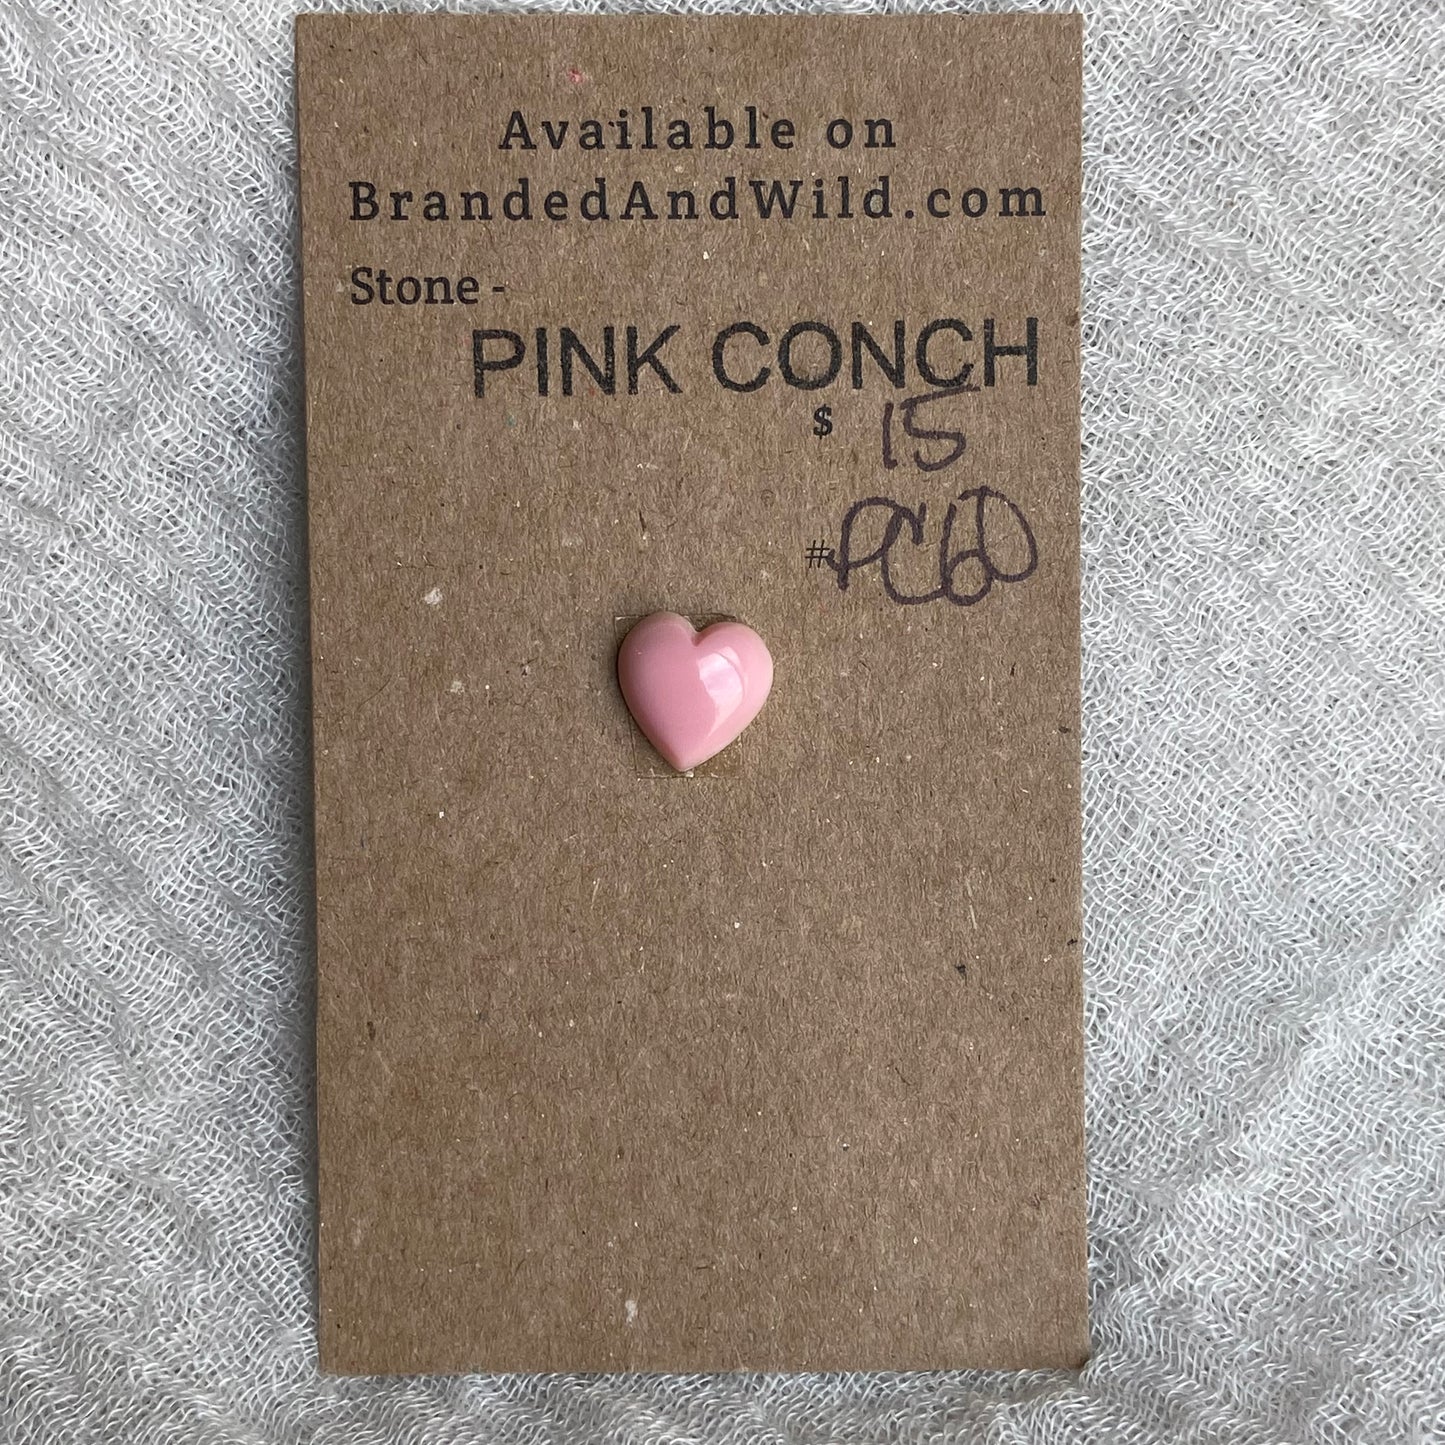 Available on
BrandedAndWild.com
Stone -
PINK CONCH
$ 15
#PC60